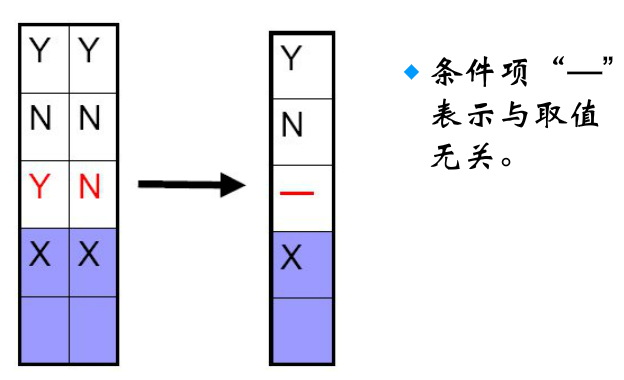 Y Y Y
N N N
Y N —
X X X
条件项“—”
表示与取值
无关。